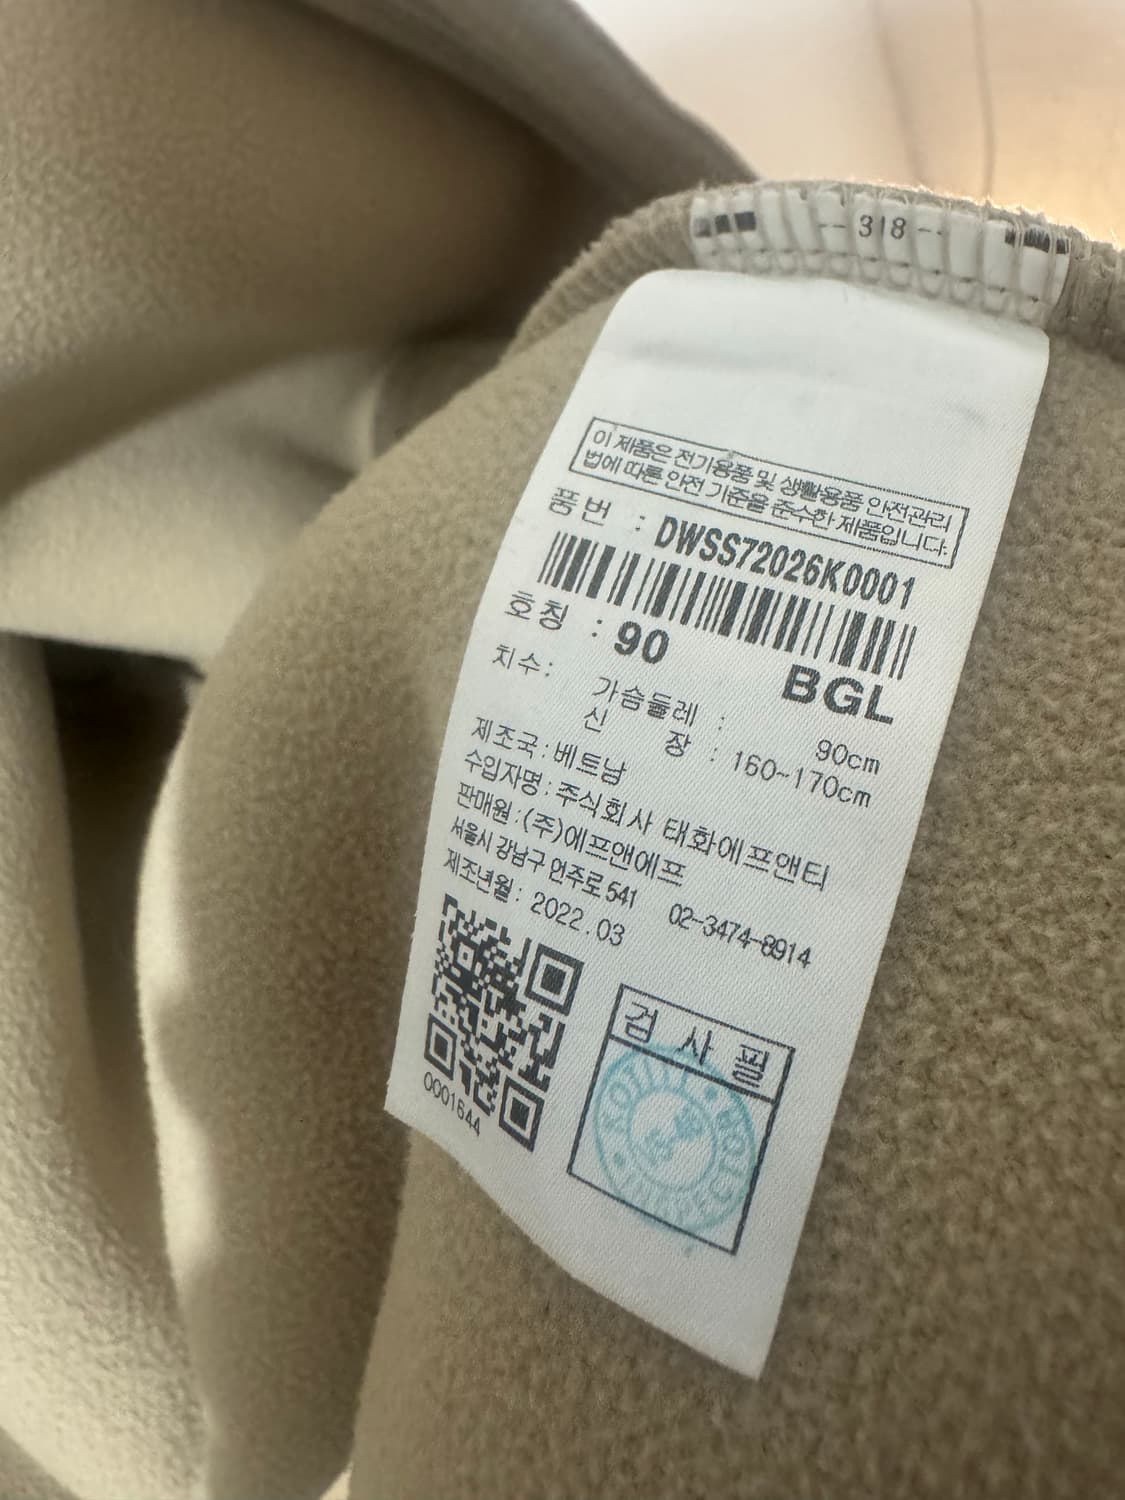 --318--
이 제품은 전기용품 및 생활용품 안전관리
법에 따른 안전 기준을 준수한 제품입니다.
품번 : DWSS72026K0001
호칭 : 90 BGL
치수: 가슴둘레 : 90cm
신 장 : 160~170cm
제조국 : 베트남
수입자명 : 주식회사 태화에프앤티
판매원 : (주)에프앤에프
서울시 강남구 언주로 541 02-3474-8914
제조년월 : 2022.03
0001644
검사필
KOTITI
INSPECTOR